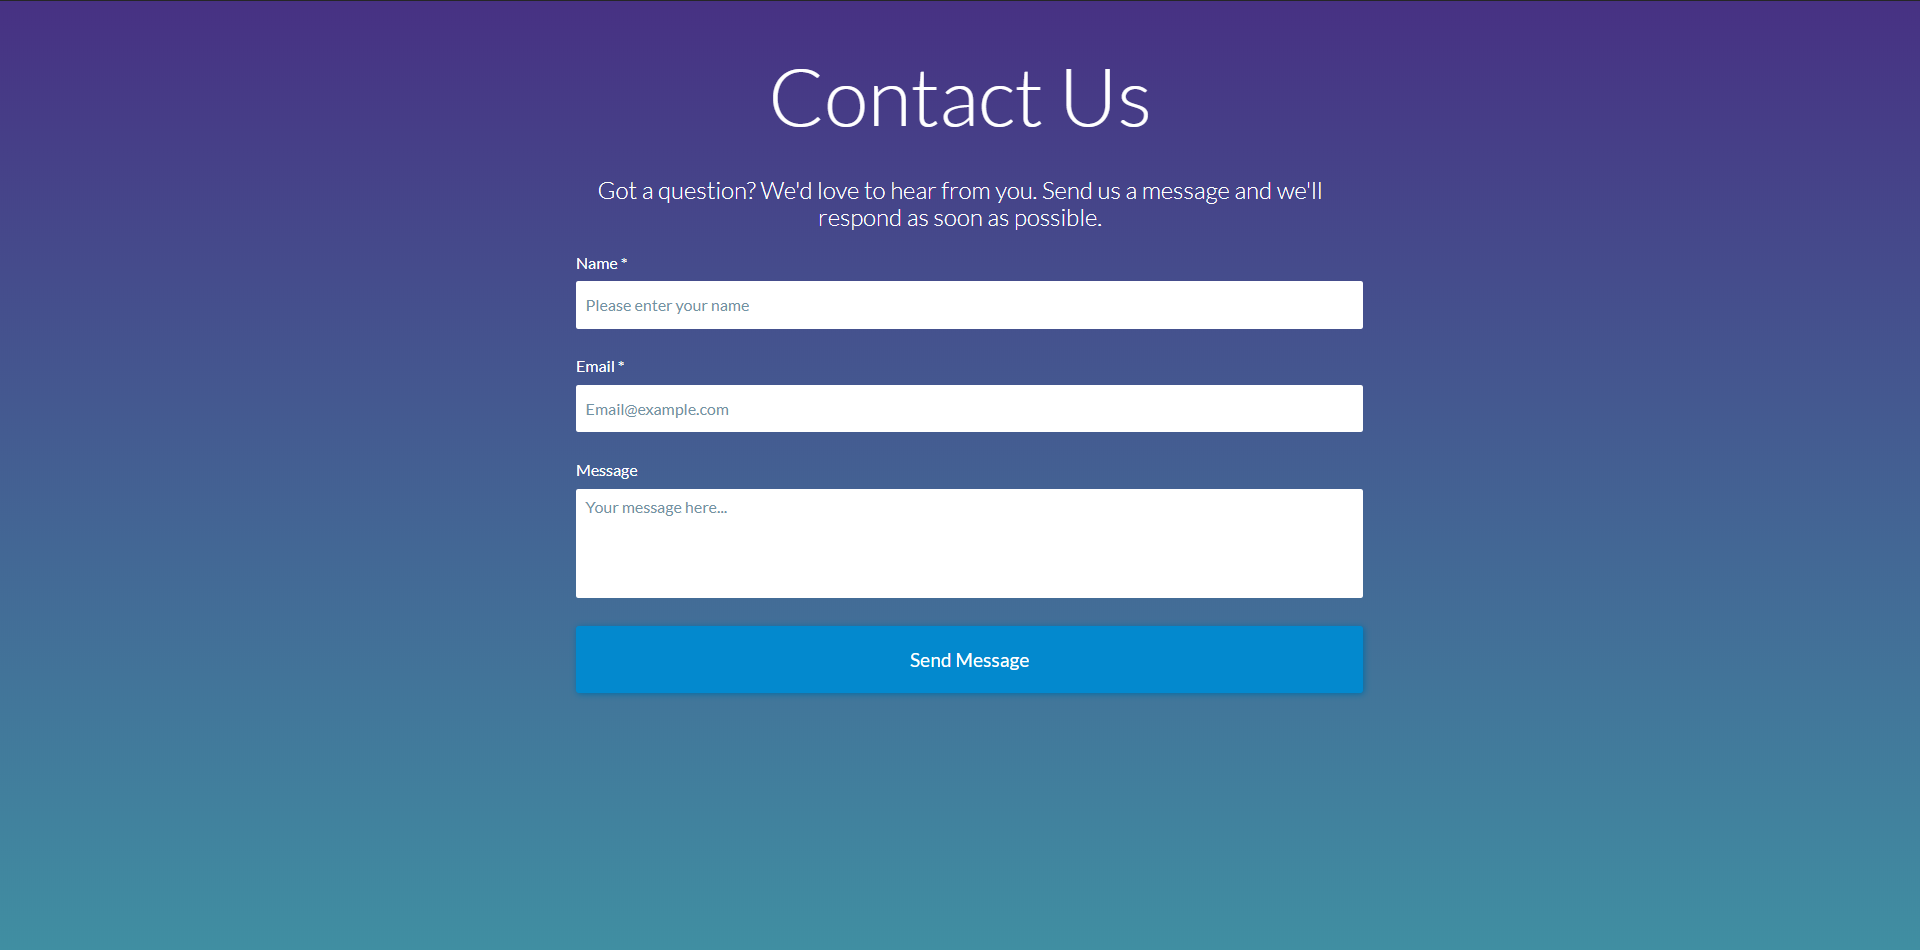 Contact Us
Got a question? We'd love to hear from you. Send us a message and we'll
respond as soon as possible.
Name *
Please enter your name
Email *
Email@example.com
Message
Your message here...
Send Message